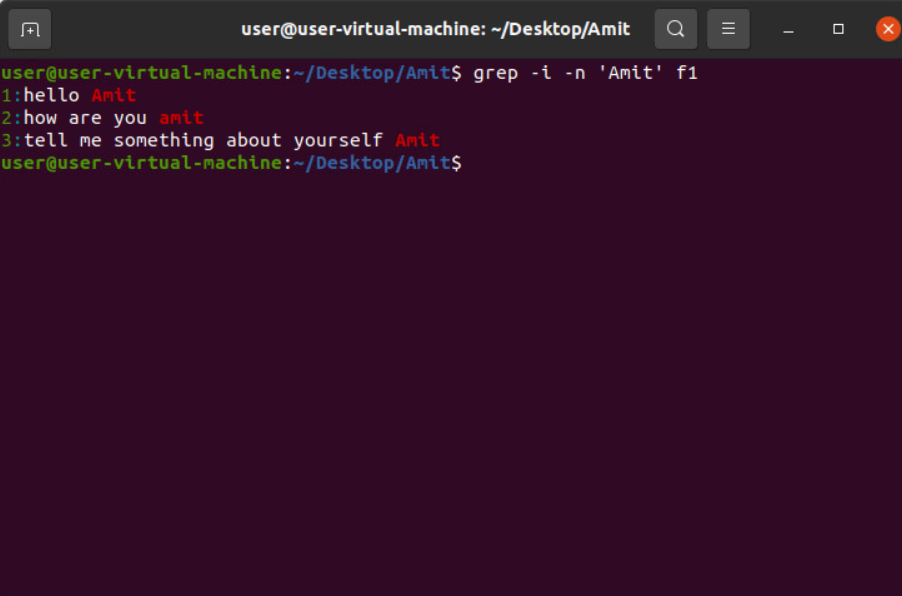 user@user-virtual-machine: ~/Desktop/Amit
user@user-virtual-machine:~/Desktop/Amit$ grep -i -n 'Amit' f1
1:hello Amit
2:how are you amit
3:tell me something about yourself Amit
user@user-virtual-machine:~/Desktop/Amit$